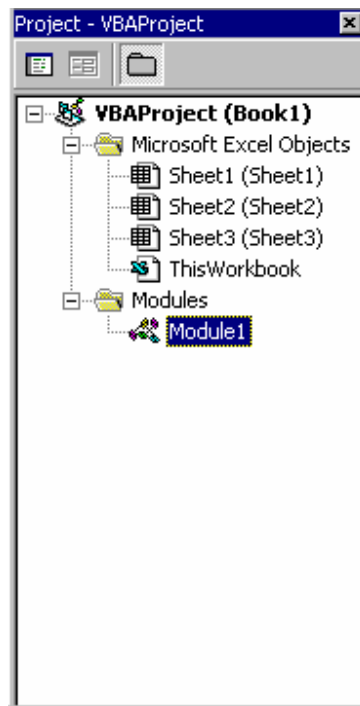 Project - VBAProject
VBAProject (Book1)
Microsoft Excel Objects
Sheet1 (Sheet1)
Sheet2 (Sheet2)
Sheet3 (Sheet3)
ThisWorkbook
Modules
Module1